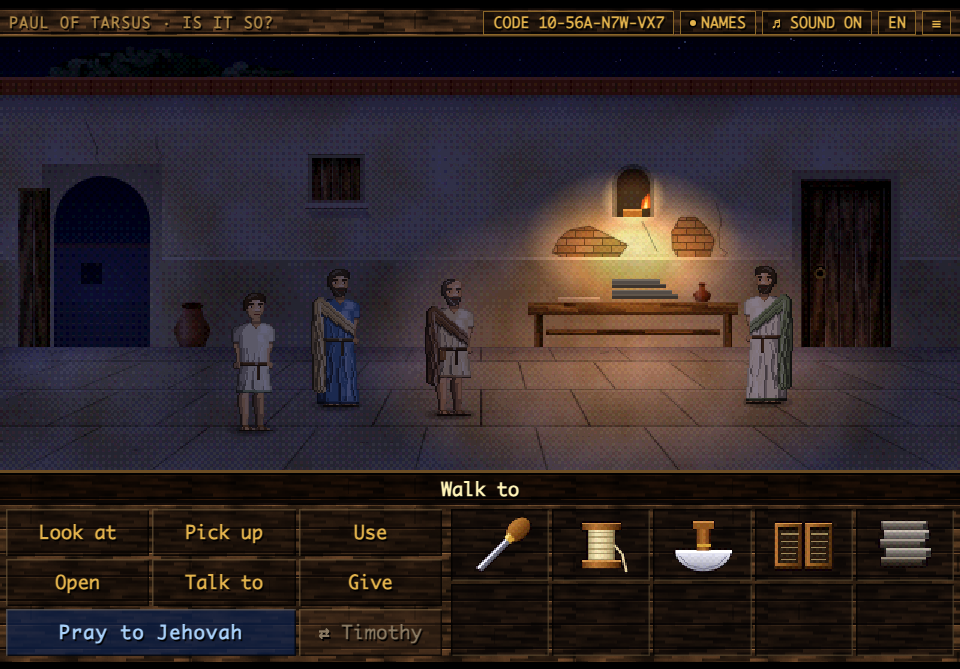 PAUL OF TARSUS · IS IT SO?
CODE 10-56A-N7W-VX7
• NAMES
♬ SOUND ON
EN
≡
Walk to
Look at
Pick up
Use
Open
Talk to
Give
Pray to Jehovah
⇄ Timothy